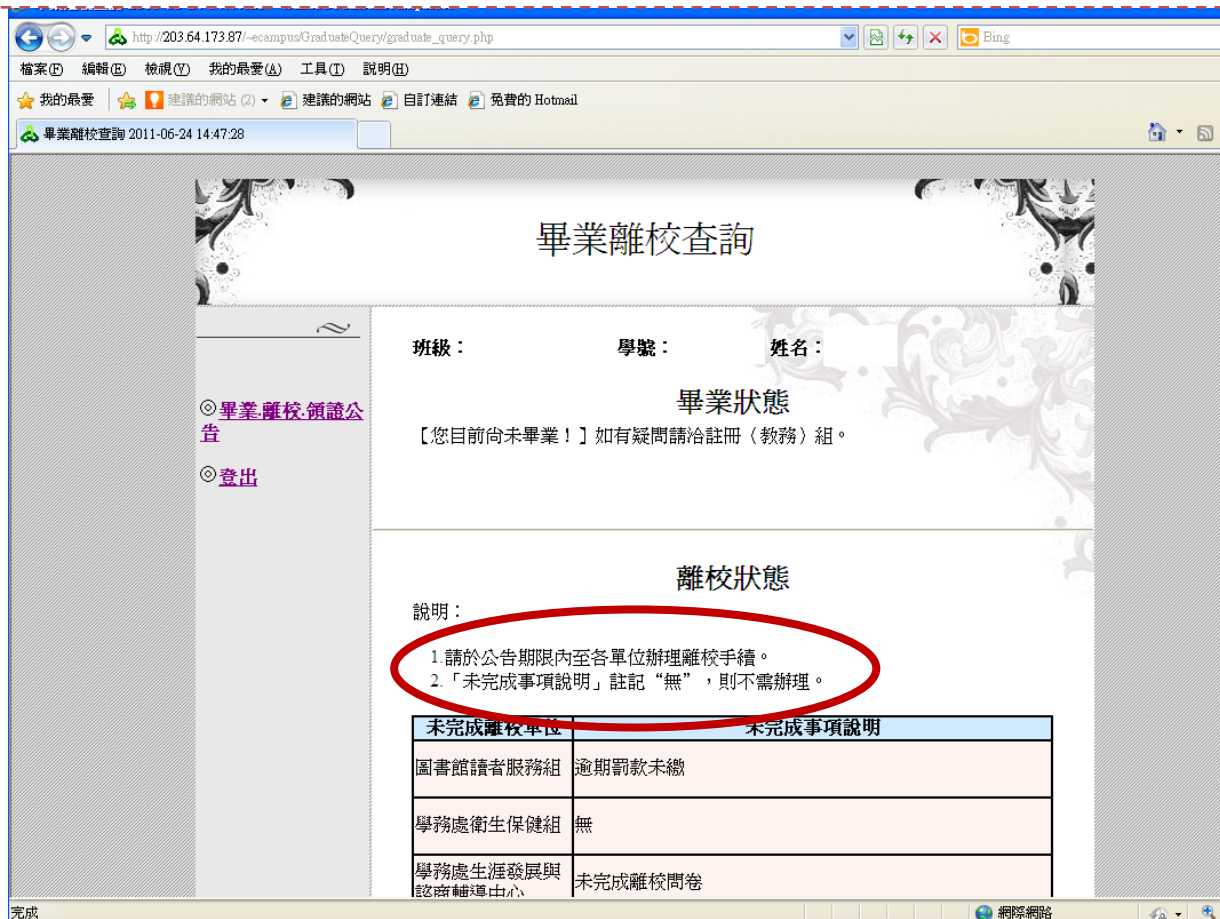 http://203.64.173.87/~ecampus/GraduateQuery/graduate_query.php
Bing
檔案(F) 編輯(E) 檢視(V) 我的最愛(A) 工具(T) 說明(H)
我的最愛 建議的網站 (2) 建議的網站 自訂連結 免費的 Hotmail
畢業離校查詢 2011-06-24 14:47:28
畢業離校查詢
班級： 學號： 姓名：
◎畢業.離校.領證公告
◎登出
畢業狀態
【您目前尚未畢業！】如有疑問請洽註冊（教務）組。
離校狀態
說明：
1.請於公告期限內至各單位辦理離校手續。
2.「未完成事項說明」註記“無”，則不需辦理。
未完成離校單位 未完成事項說明
圖書館讀者服務組 逾期罰款未繳
學務處衛生保健組 無
學務處生涯發展與諮商輔導中心 未完成離校問卷
完成 網際網路